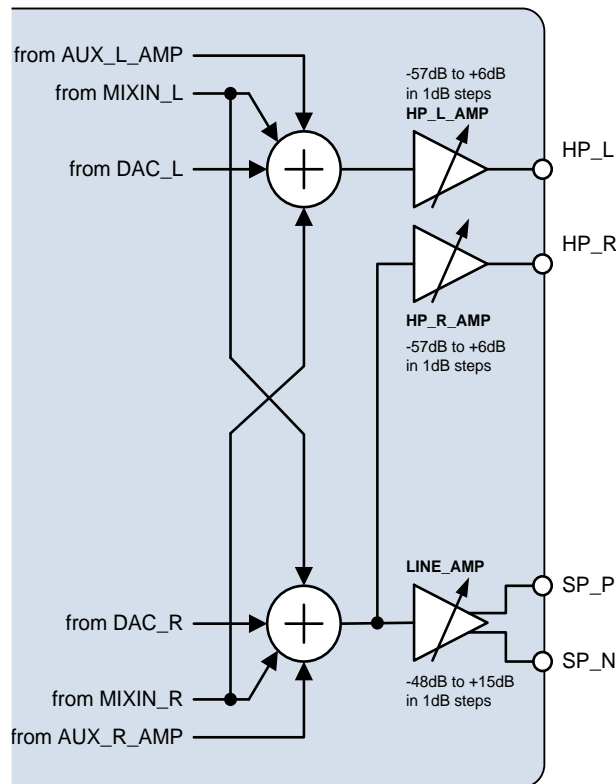 from AUX_L_AMP
from MIXIN_L
from DAC_L
-57dB to +6dB
in 1dB steps
HP_L_AMP
HP_L
HP_R
HP_R_AMP
-57dB to +6dB
in 1dB steps
LINE_AMP
SP_P
SP_N
-48dB to +15dB
in 1dB steps
from DAC_R
from MIXIN_R
from AUX_R_AMP